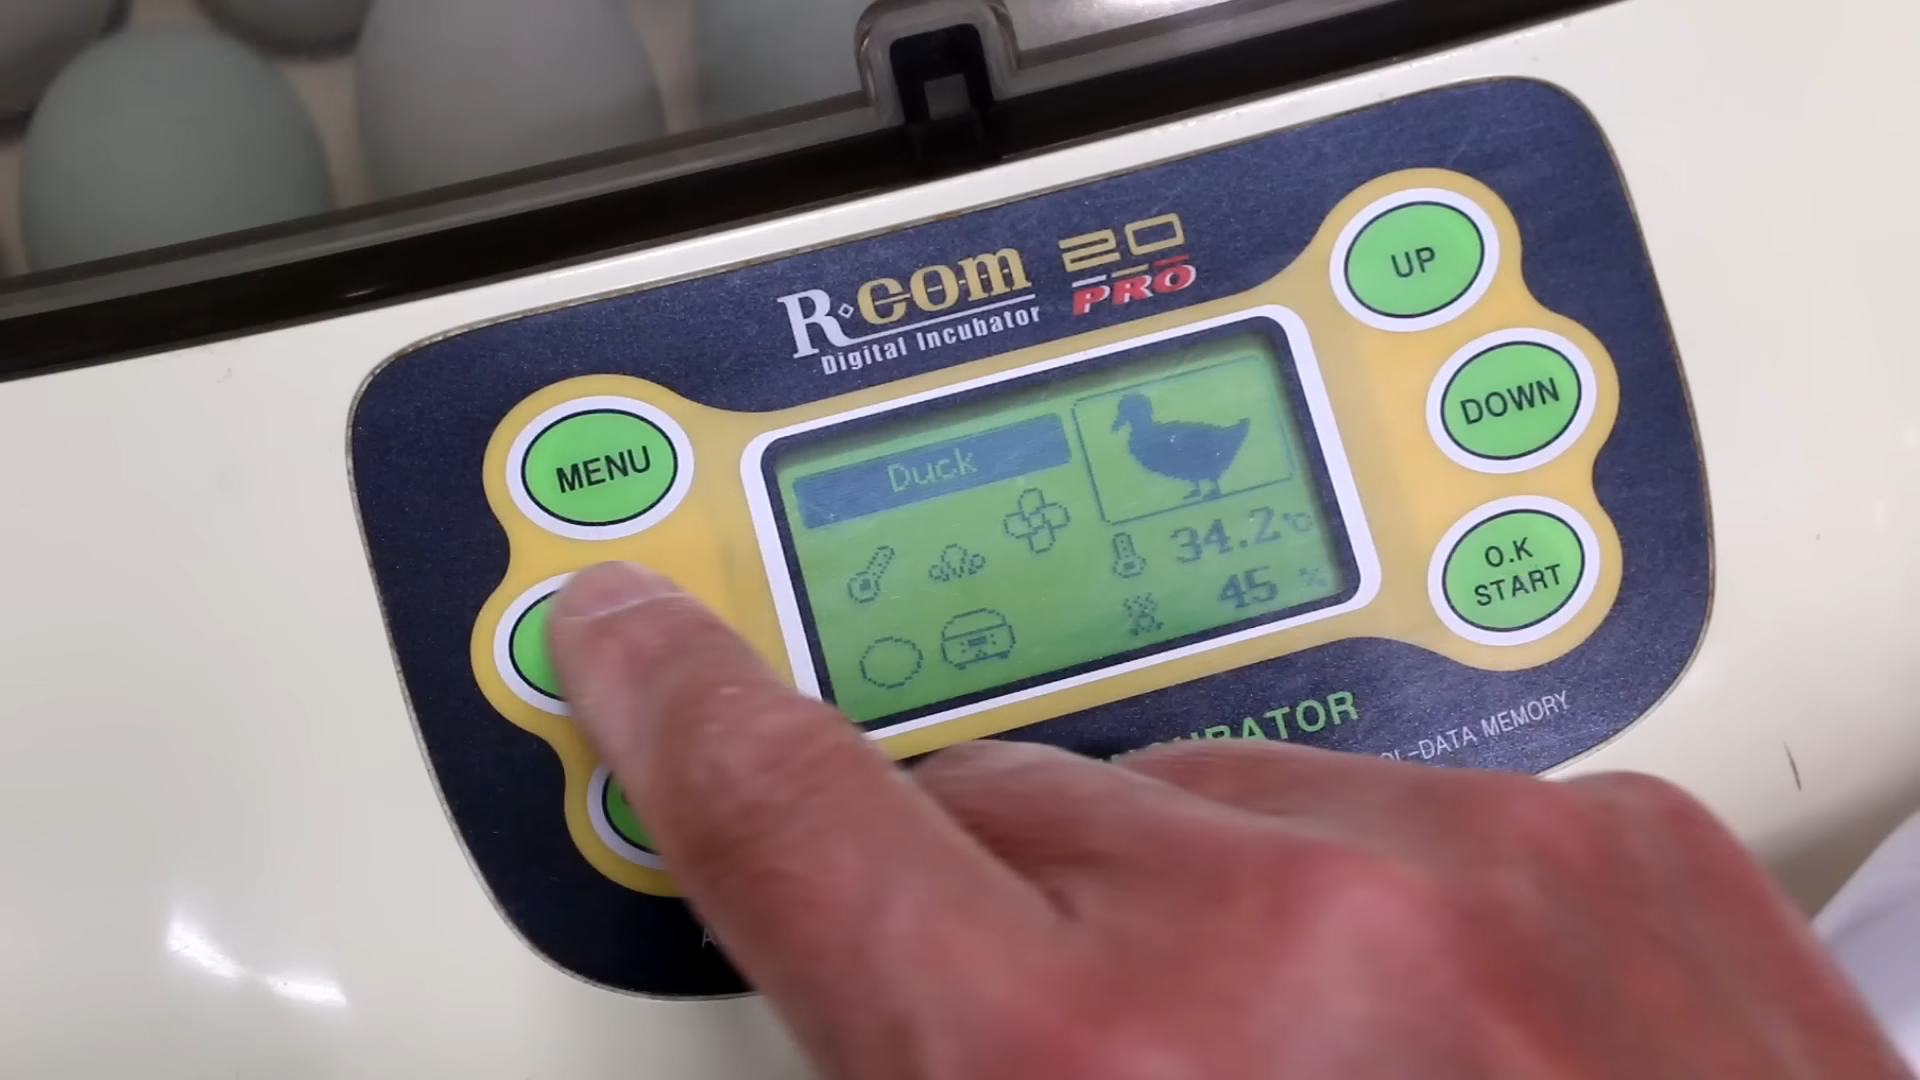 R·com 20
PRO
Digital Incubator
MENU
UP
DOWN
O.K
START
Duck
34.2℃
45 %
DATA MEMORY